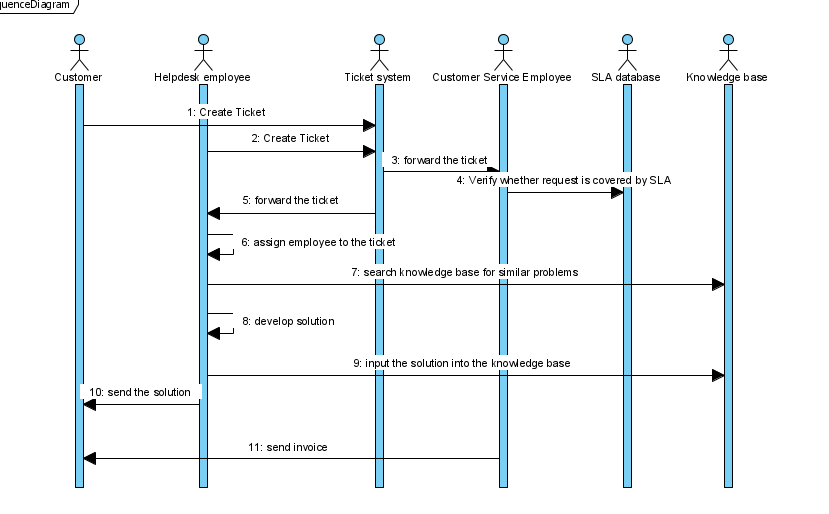 quenceDiagram
Customer
Helpdesk employee
Ticket system
Customer Service Employee
SLA database
Knowledge base
1: Create Ticket
2: Create Ticket
3: forward the ticket
4: Verify whether request is covered by SLA
5: forward the ticket
6: assign employee to the ticket
7: search knowledge base for similar problems
8: develop solution
9: input the solution into the knowledge base
10: send the solution
11: send invoice